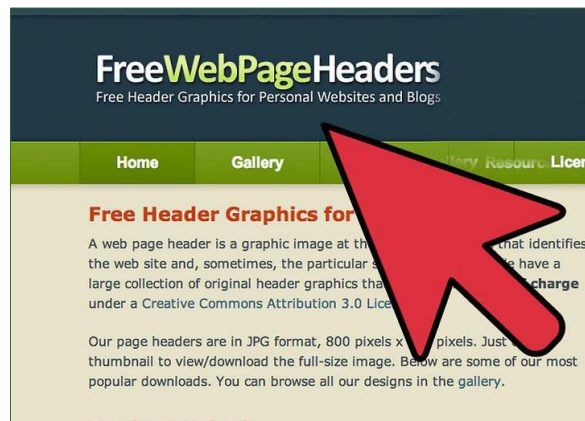 FreeWebPageHeaders
Free Header Graphics for Personal Websites and Blogs
Home Gallery Resourc Licen
Free Header Graphics for
A web page header is a graphic image at th that identifies
the web site and, sometimes, the particular s e have a
large collection of original header graphics tha charge
under a Creative Commons Attribution 3.0 Lice
Our page headers are in JPG format, 800 pixels x pixels. Just
thumbnail to view/download the full-size image. Below are some of our most
popular downloads. You can browse all our designs in the gallery.